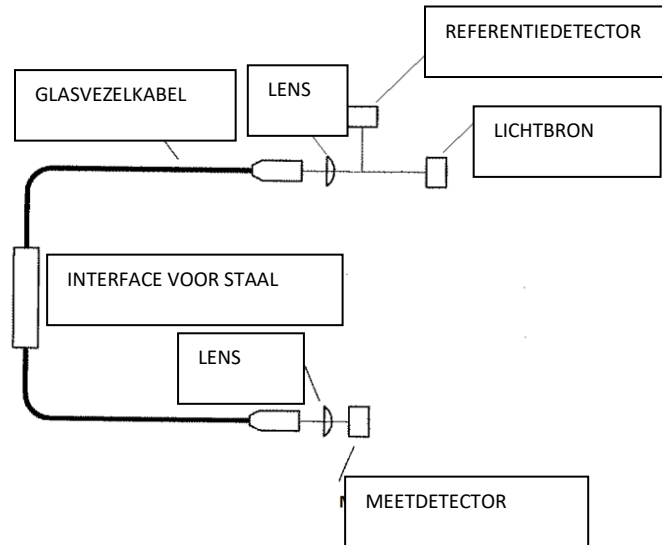 REFERENTIEDETECTOR
GLASVEZELKABEL
LENS
LICHTBRON
INTERFACE VOOR STAAL
LENS
MEETDETECTOR